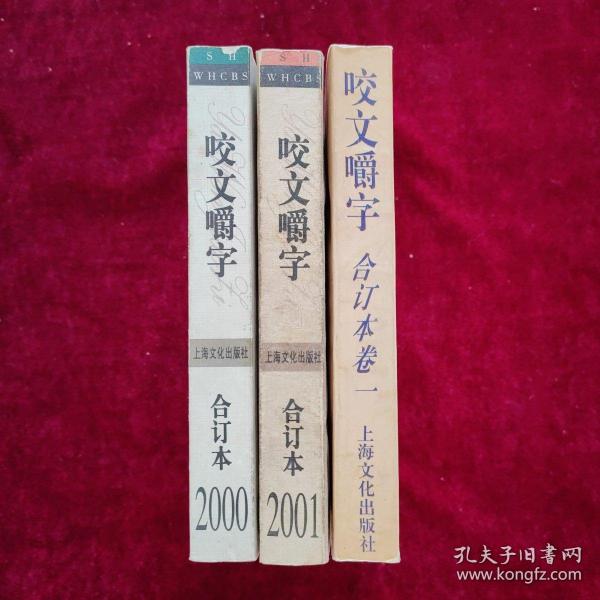 S H
WHCBS
咬文嚼字
上海文化出版社
合订本
2000
S H
WHCBS
咬文嚼字
上海文化出版社
合订本
2001
咬文嚼字
合订本卷一
上海文化出版社
孔夫子旧书网
www.kongfz.com